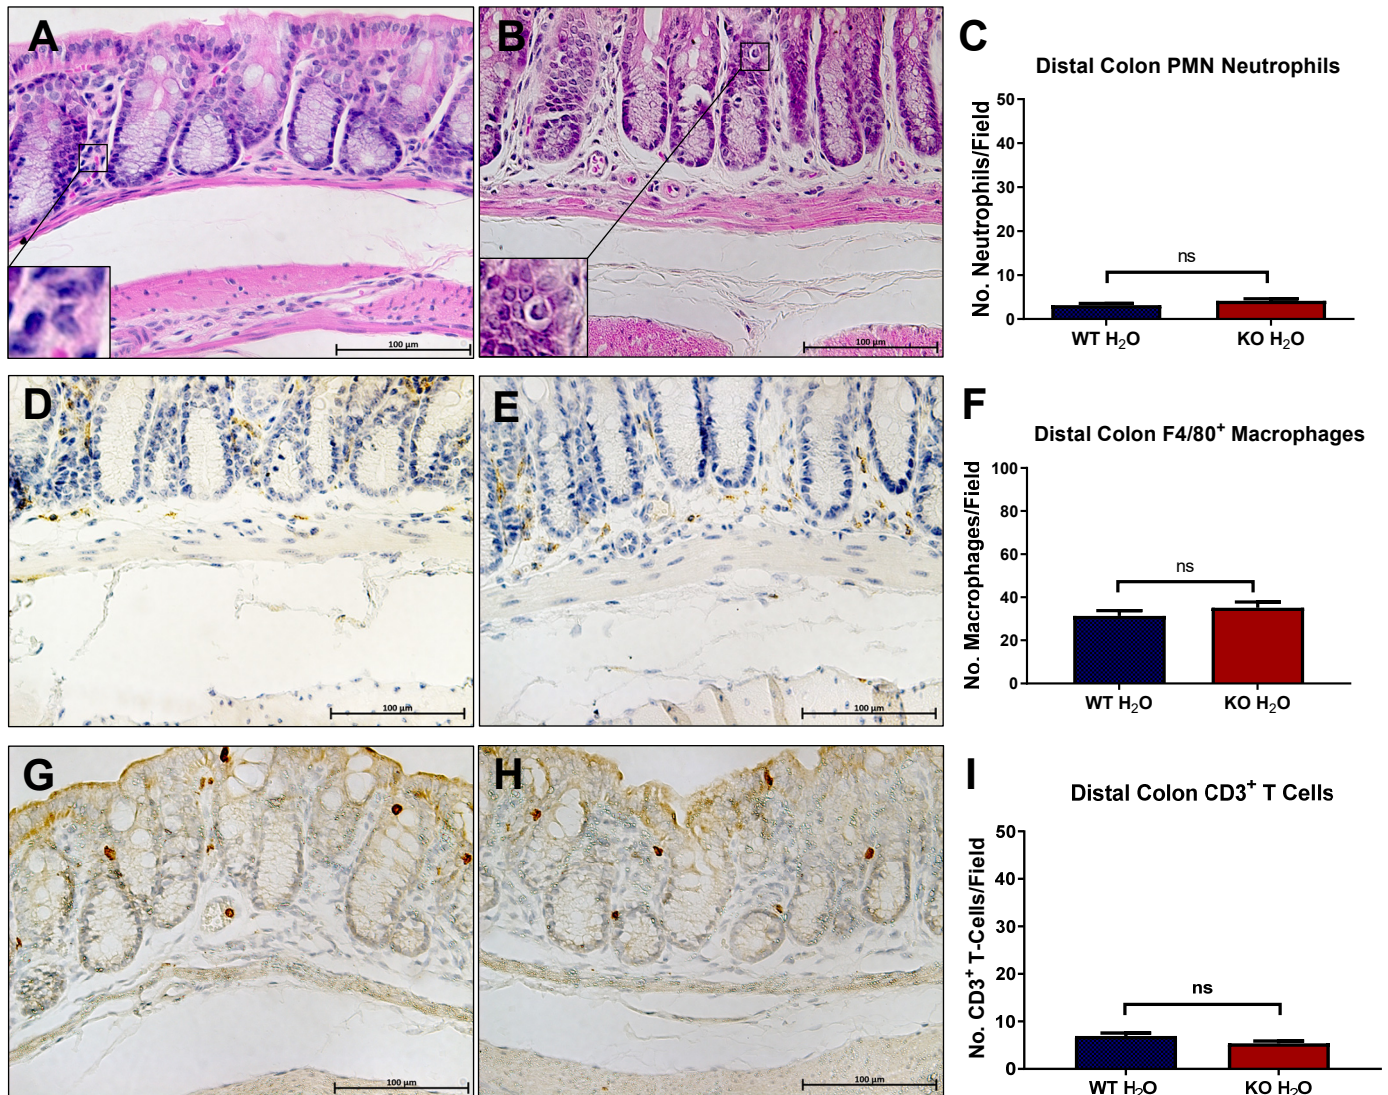 A
100 μm
B
100 μm
C
Distal Colon PMN Neutrophils
No. Neutrophils/Field
50
40
30
20
10
0
ns
WT H₂O
KO H₂O
D
100 μm
E
100 μm
F
Distal Colon F4/80⁺ Macrophages
No. Macrophages/Field
100
80
60
40
20
0
ns
WT H₂O
KO H₂O
G
100 μm
H
100 μm
I
Distal Colon CD3⁺ T Cells
No. CD3⁺ T-Cells/Field
50
40
30
20
10
0
ns
WT H₂O
KO H₂O